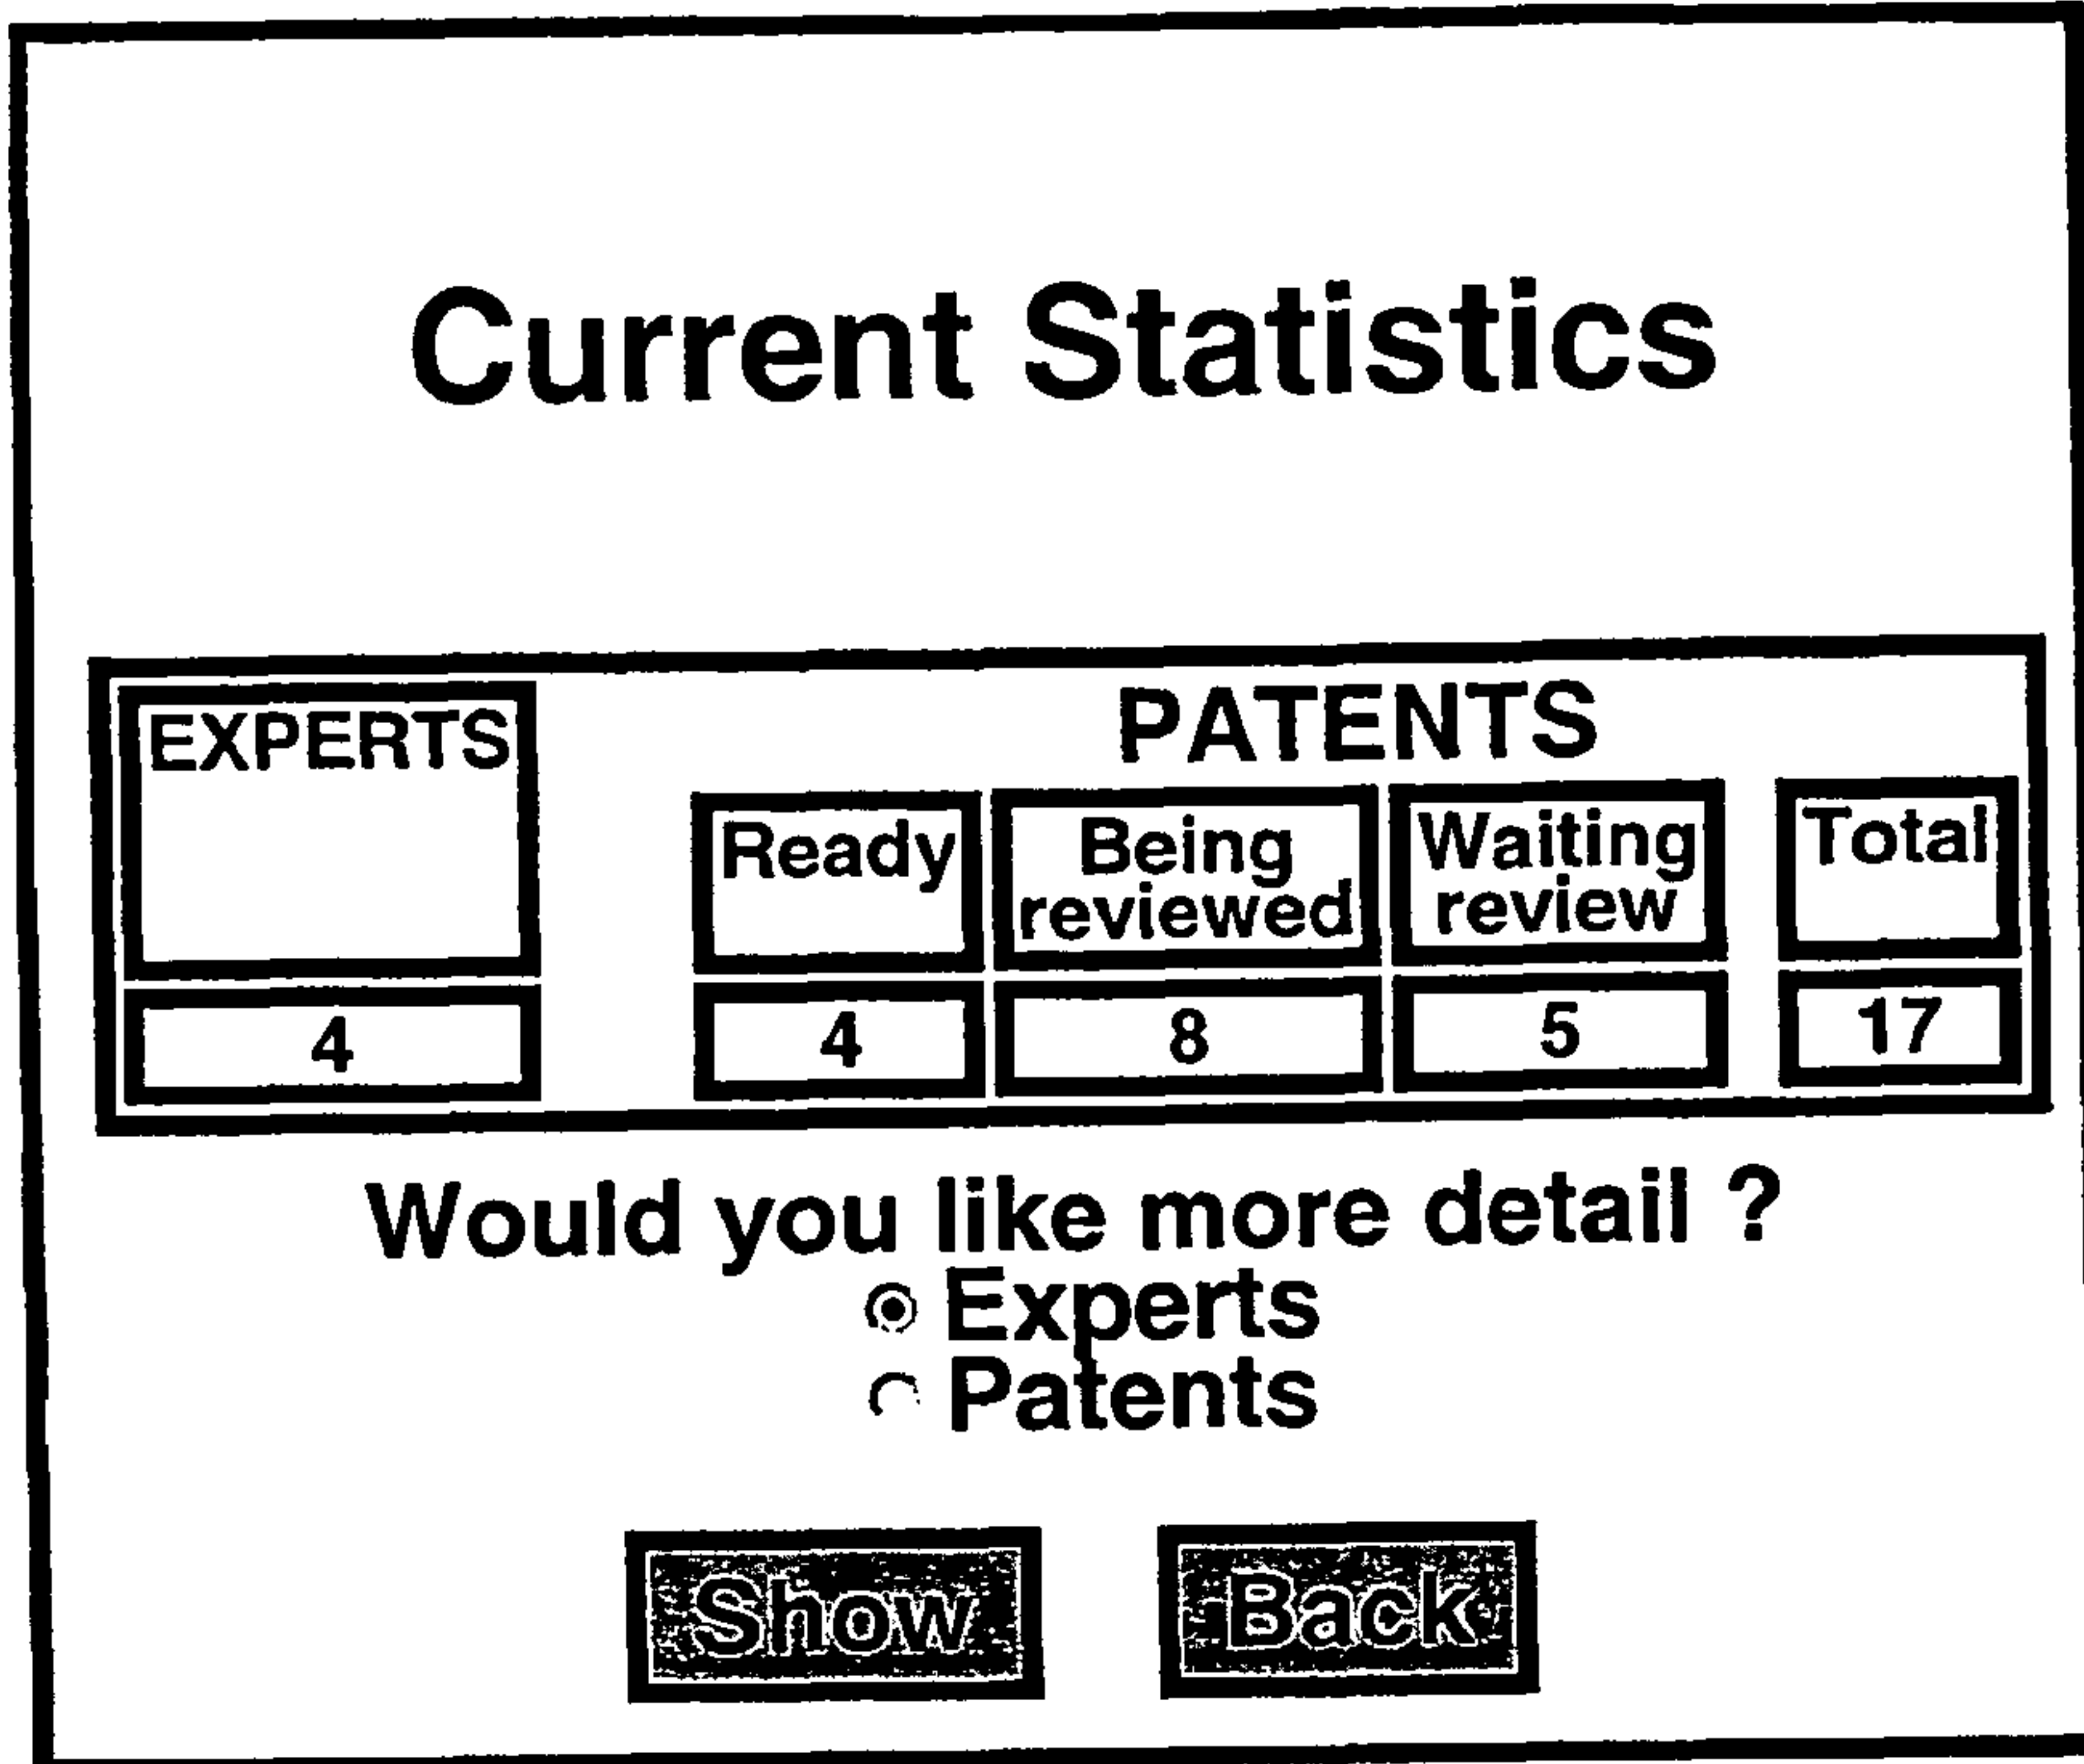 Current Statistics
EXPERTS PATENTS
Ready Being reviewed Waiting review Total
4 4 8 5 17
Would you like more detail ?
Experts
Patents
Show Back